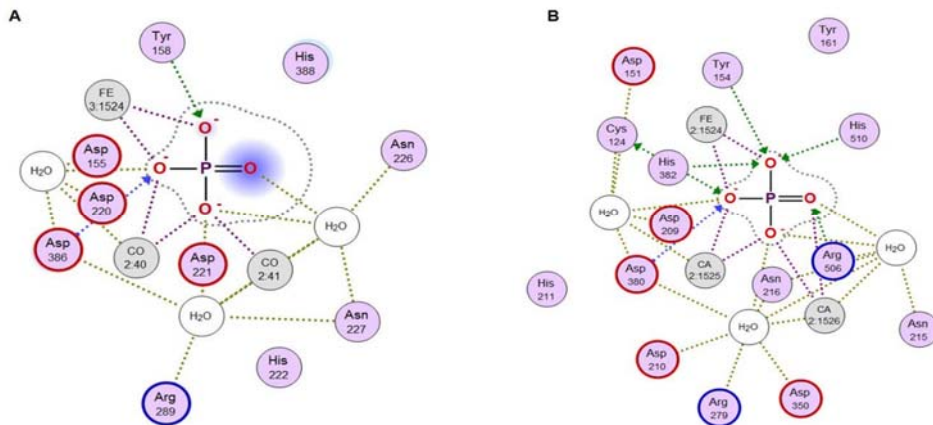 A
Tyr
158
His
388
FE
3:1524
O-
Asp
155
H₂O
O-
P
O
Asn
226
Asp
220
O-
Asp
386
CO
2:40
Asp
221
CO
2:41
H₂O
H₂O
Asn
227
His
222
Arg
289
B
Tyr
161
Asp
151
Tyr
154
FE
2:1524
Cys
124
His
510
His
382
O
O
P
O
H₂O
Asp
209
O
H₂O
Arg
506
Asp
380
CA
2:1525
Asn
216
His
211
CA
2:1526
Asn
215
H₂O
Asp
210
Arg
279
Asp
350